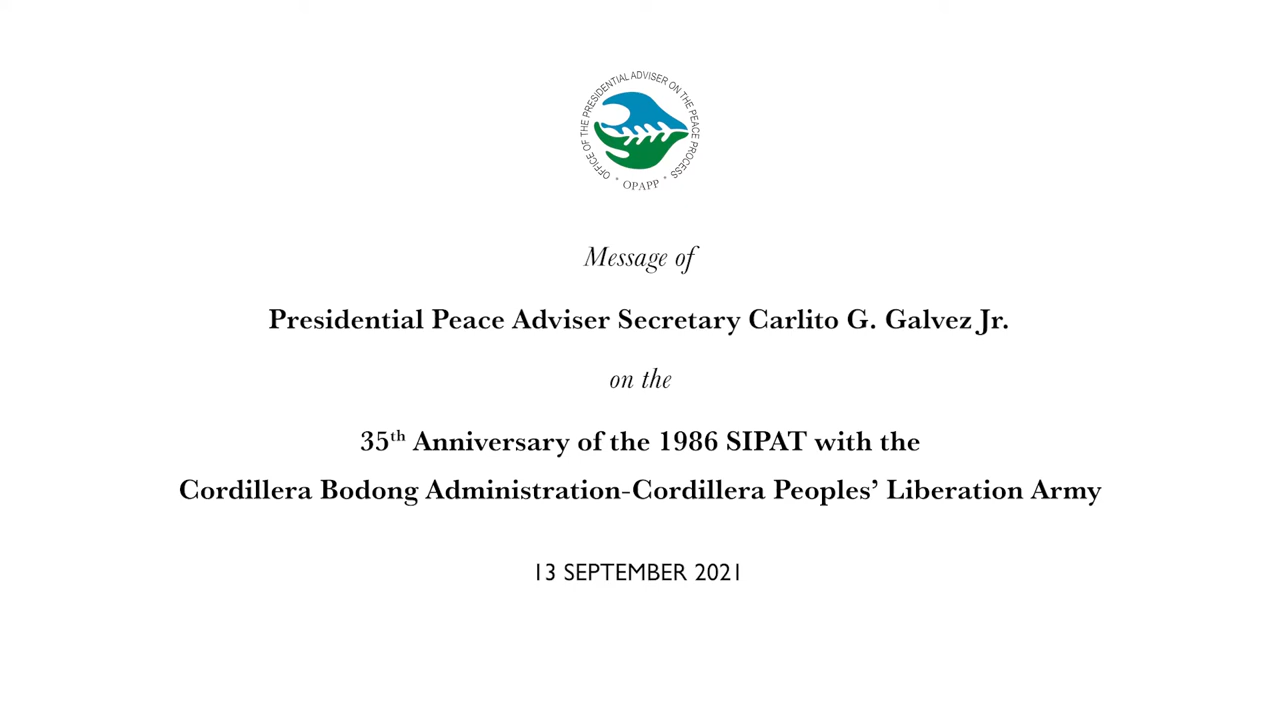 OFFICE OF THE PRESIDENTIAL ADVISER ON THE PEACE PROCESS
* OPAPP *
Message of
Presidential Peace Adviser Secretary Carlito G. Galvez Jr.
on the
35th Anniversary of the 1986 SIPAT with the
Cordillera Bodong Administration-Cordillera Peoples’ Liberation Army
13 SEPTEMBER 2021